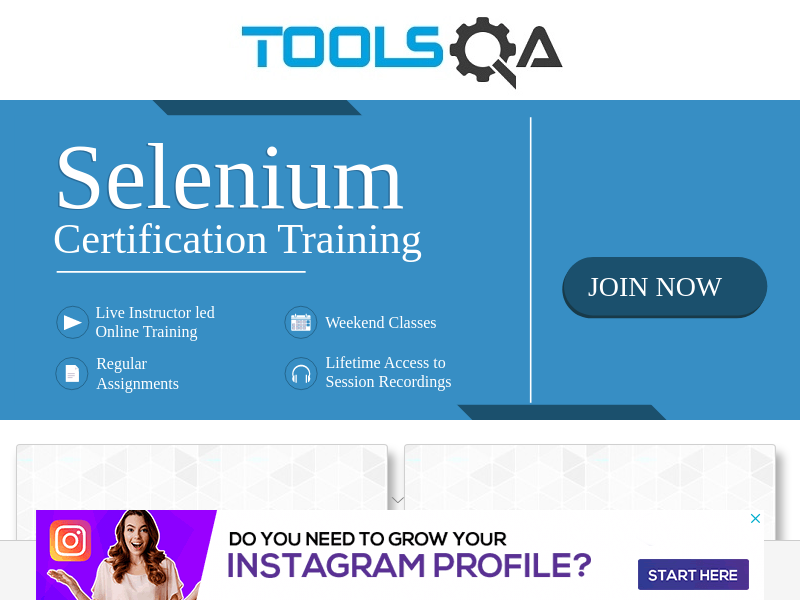 TOOLSQA
Selenium
Certification Training
JOIN NOW
Live Instructor led
Online Training
Weekend Classes
Regular
Assignments
Lifetime Access to
Session Recordings
DO YOU NEED TO GROW YOUR
INSTAGRAM PROFILE?
START HERE